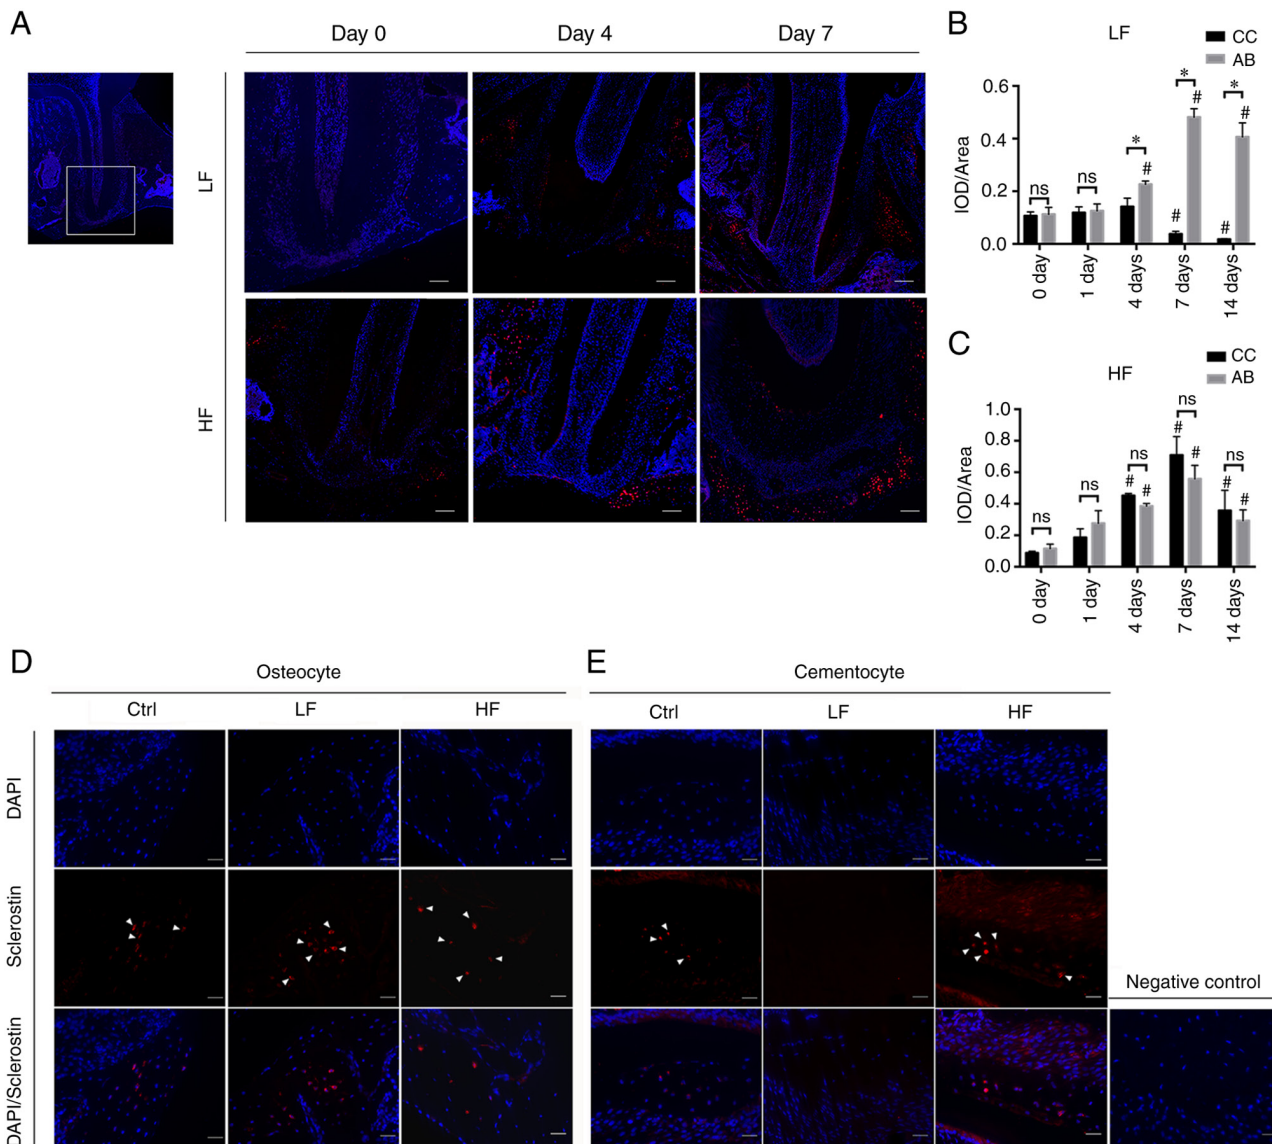 A
Day 0
Day 4
Day 7
LF
HF
B
LF
CC
AB
IOD/Area
0.6
0.4
0.2
0.0
ns
ns
*
#
#
*
#
#
*
#
0 day
1 day
4 days
7 days
14 days
C
HF
CC
AB
IOD/Area
1.0
0.8
0.6
0.4
0.2
0.0
ns
ns
ns
#
#
ns
#
#
ns
#
#
0 day
1 day
4 days
7 days
14 days
D
Osteocyte
Ctrl
LF
HF
DAPI
Sclerostin
DAPI/Sclerostin
E
Cementocyte
Ctrl
LF
HF
Negative control